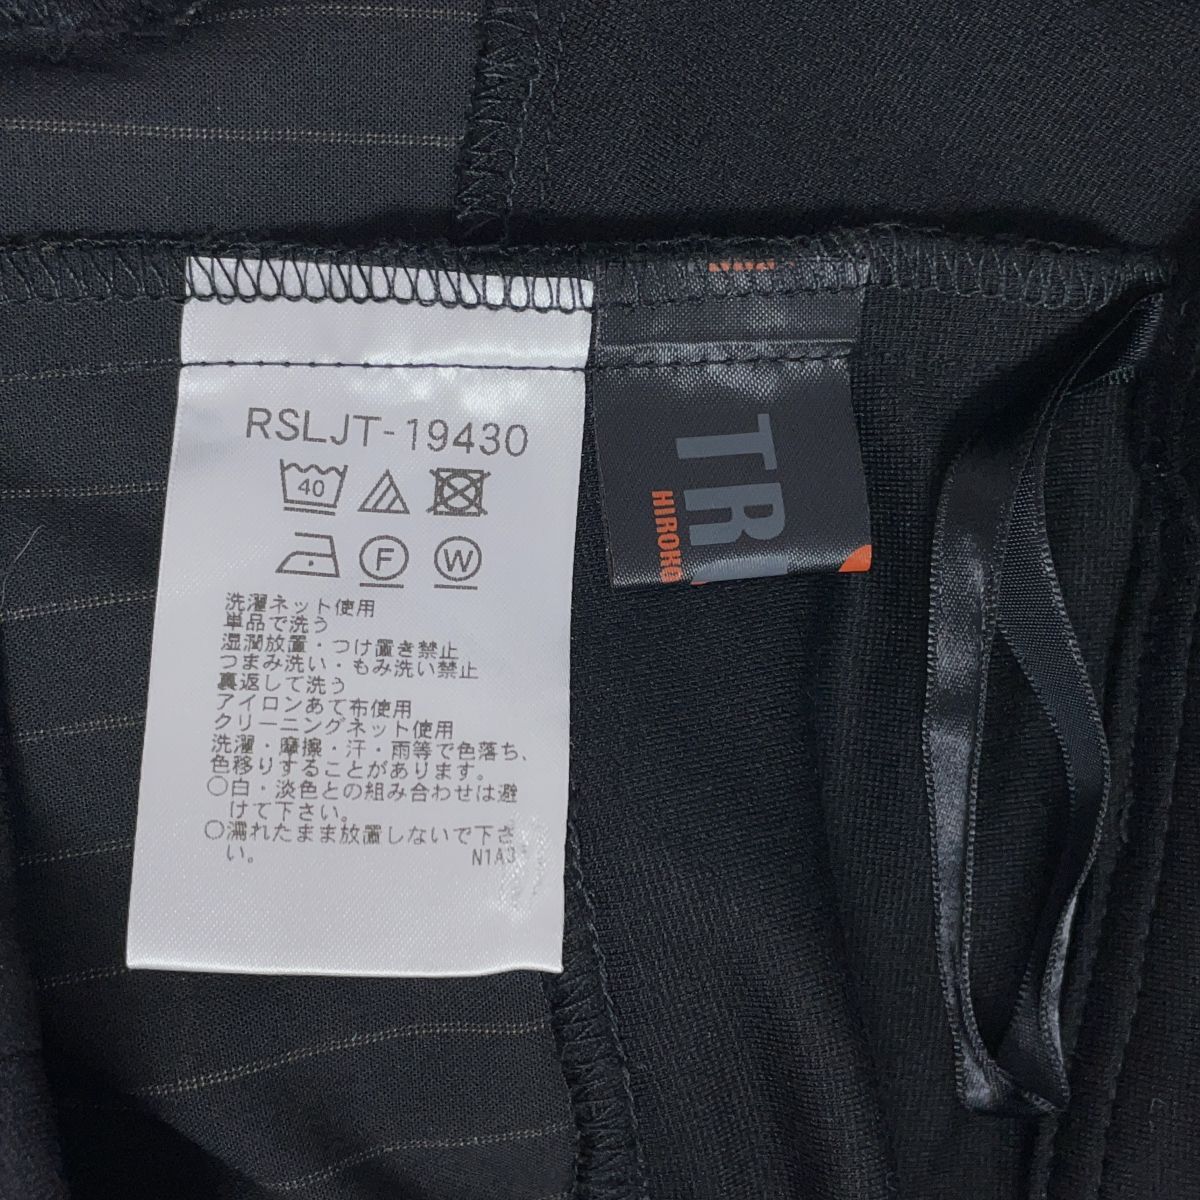 RSLJT-19430
40
F W
洗濯ネット使用
単品で洗う
湿潤放置・つけ置き禁止
つまみ洗い・もみ洗い禁止
裏返して洗う
アイロンあて布使用
クリーニングネット使用
洗濯・摩擦・汗・雨等で色落ち、
色移りすることがあります。
○白・淡色との組み合わせは避
けて下さい。
○濡れたまま放置しないで下さ
い。 N1A3
TR
HIROKO